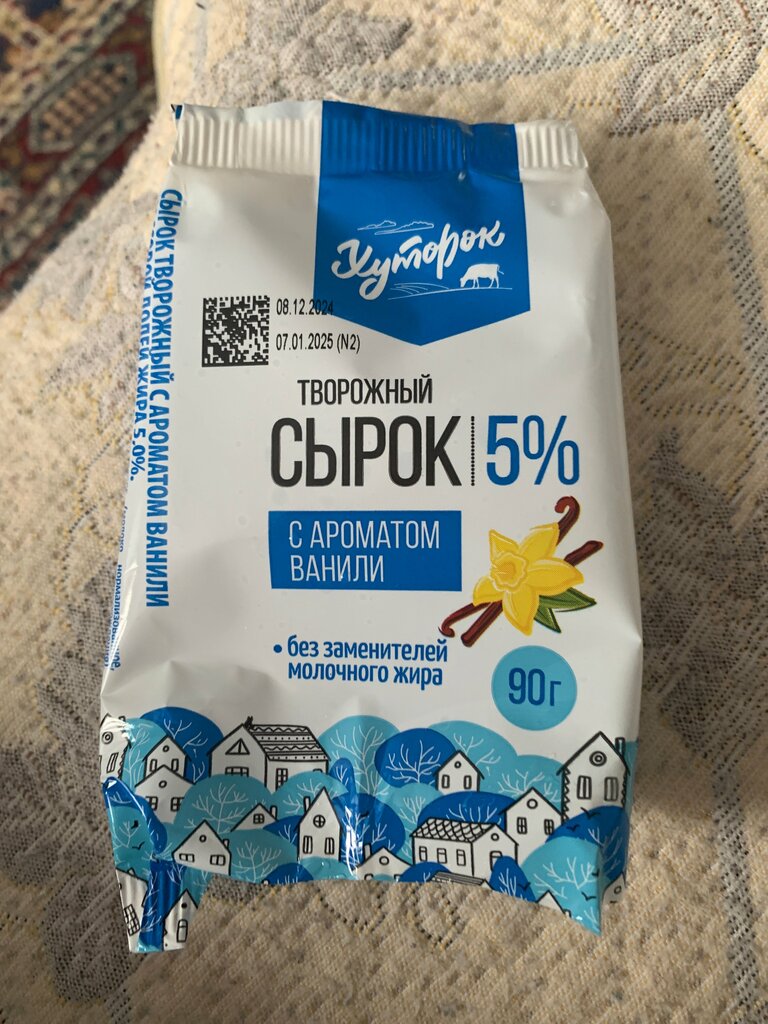 Хуторок
08.12.2024
07.01.2025 (N2)
ТВОРОЖНЫЙ
СЫРОК 5%
С АРОМАТОМ
ВАНИЛИ
• без заменителей
молочного жира
90г
СЫРОК ТВОРОЖНЫЙ С АРОМАТОМ ВАНИЛИ
ДОЛЕЙ ЖИРА 5,0%.